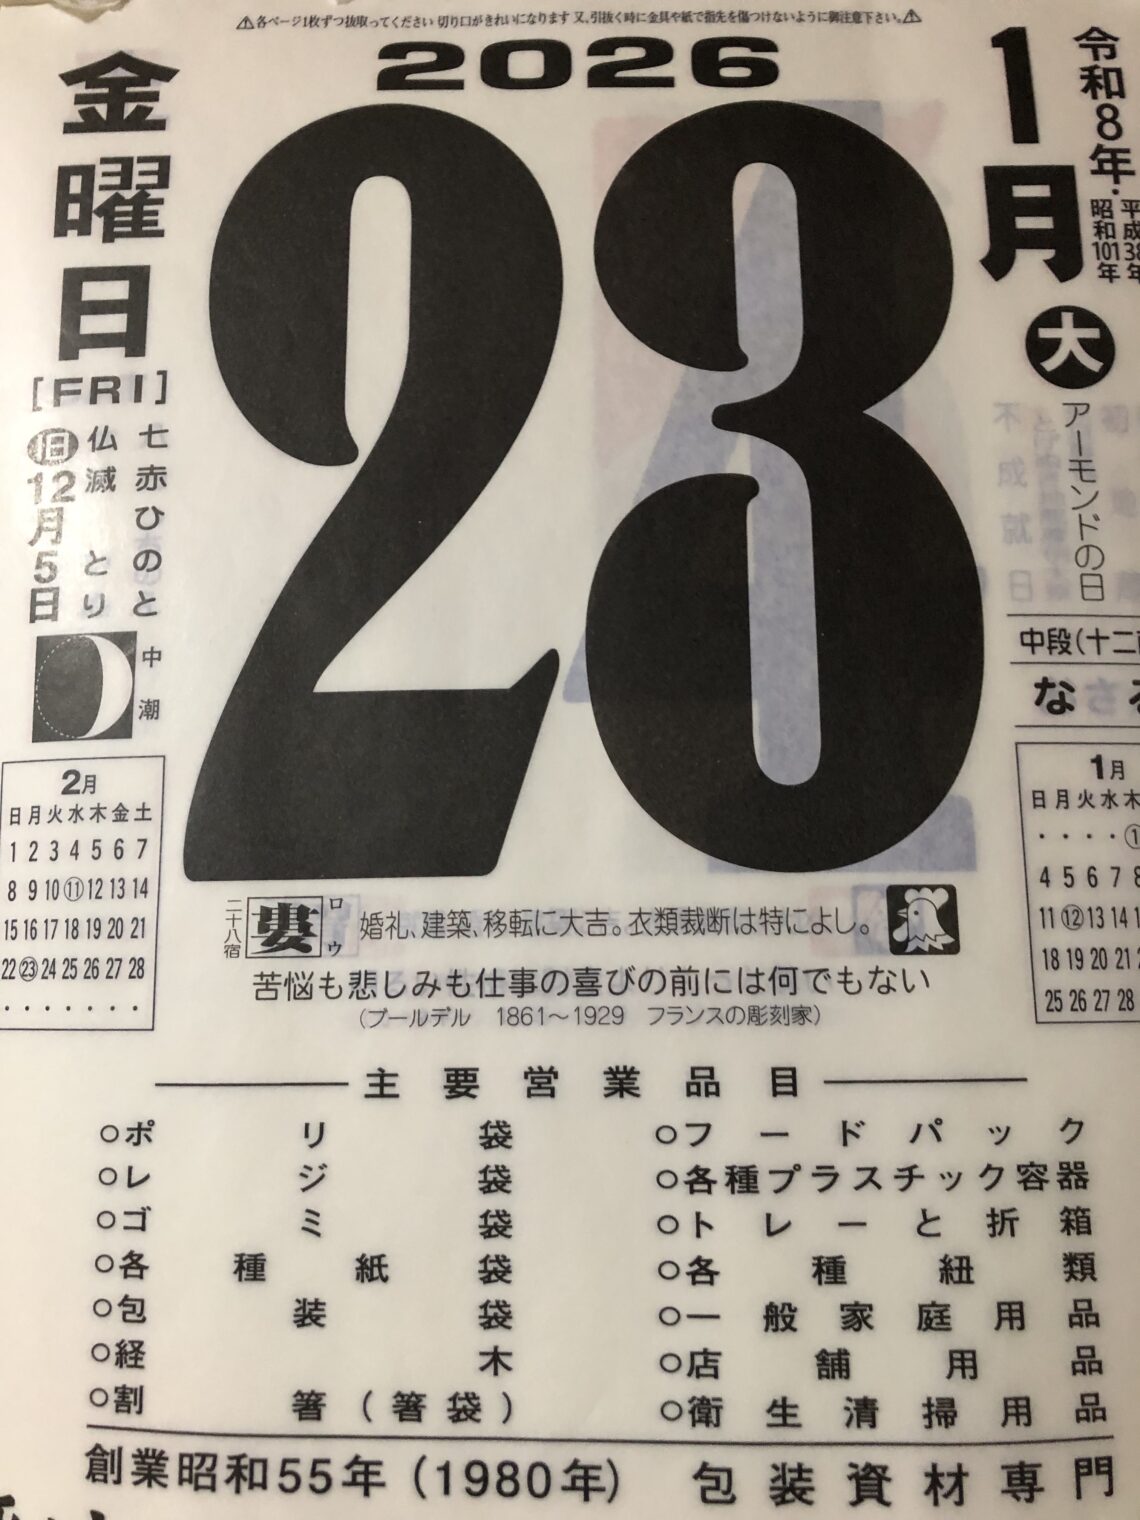 ⚠各ページ1枚ずつ抜取ってください 切り口がきれいになります 又、引抜く時に金具や紙で指先を傷つけないように御注意下さい。⚠
2026
1月
令和8年・
平成38年
昭和101年
大
アーモンドの日
中段(十二
な
23
金曜日
[FRI]
七赤ひのととり
仏滅
旧12月5日
中潮
2月
日月火水木金土
1 2 3 4 5 6 7
8 9 10 ⑪ 12 13 14
15 16 17 18 19 20 21
22 ㉓ 24 25 26 27 28
・・・・・・・
1月
日月火水木
・・・・①
4 5 6 7 8
11 ⑫ 13 14
18 19 20 21
25 26 27 28
二十八宿
婁
ロウ
婚礼、建築、移転に大吉。衣類裁断は特によし。
苦悩も悲しみも仕事の喜びの前には何でもない
(ブールデル 1861〜1929 フランスの彫刻家)
主要営業品目
○ポリ袋
○レジ袋
○ゴミ袋
○各種紙袋
○包装袋
○経木
○割箸(箸袋)
○フードパック
○各種プラスチック容器
○トレーと折箱
○各種紐類
○一般家庭用品
○店舗用品
○衛生清掃用品
創業昭和55年(1980年) 包装資材専門